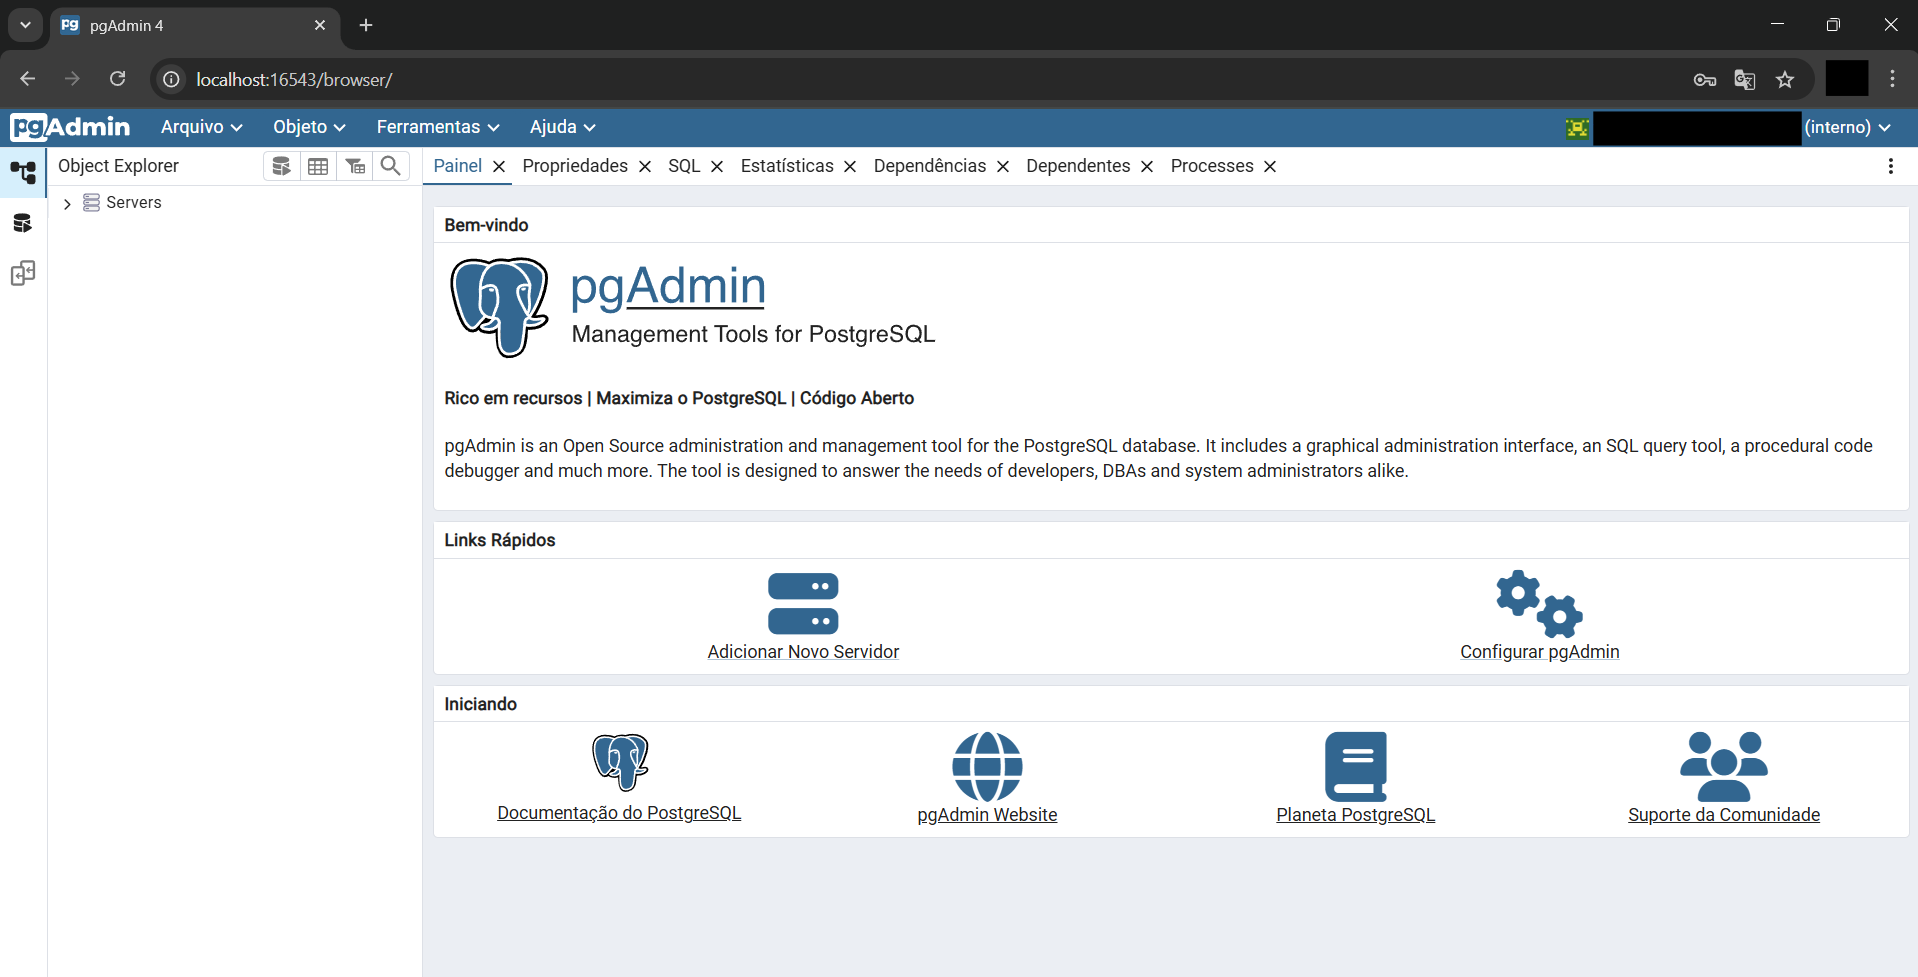 pgAdmin 4
localhost:16543/browser/
pgAdmin Arquivo Objeto Ferramentas Ajuda (interno)
Object Explorer
Painel Propriedades SQL Estatísticas Dependências Dependentes Processes
Servers
Bem-vindo
pgAdmin
Management Tools for PostgreSQL
Rico em recursos | Maximiza o PostgreSQL | Código Aberto
pgAdmin is an Open Source administration and management tool for the PostgreSQL database. It includes a graphical administration interface, an SQL query tool, a procedural code
debugger and much more. The tool is designed to answer the needs of developers, DBAs and system administrators alike.
Links Rápidos
Adicionar Novo Servidor Configurar pgAdmin
Iniciando
Documentação do PostgreSQL pgAdmin Website Planeta PostgreSQL Suporte da Comunidade